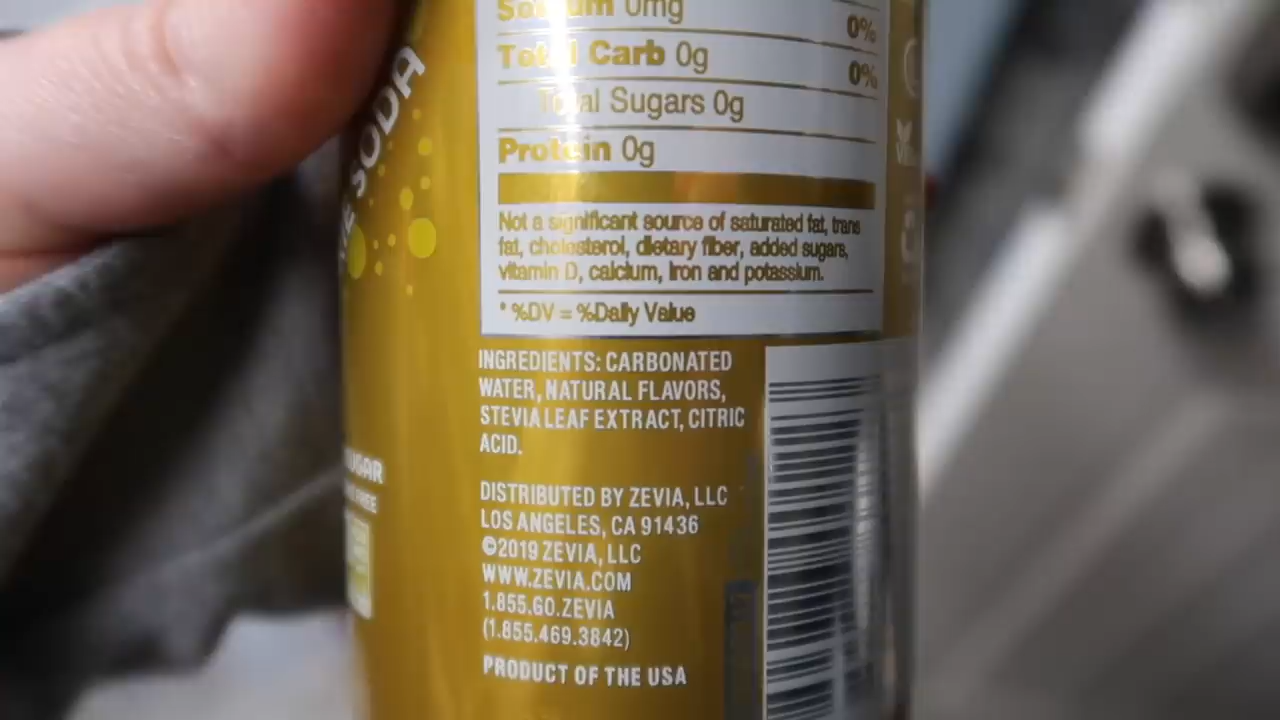 Sodium 0mg 0%
Total Carb 0g 0%
Total Sugars 0g
Protein 0g
Not a significant source of saturated fat, trans
fat, cholesterol, dietary fiber, added sugars,
vitamin D, calcium, iron and potassium.
* %DV = %Daily Value
INGREDIENTS: CARBONATED
WATER, NATURAL FLAVORS,
STEVIA LEAF EXTRACT, CITRIC
ACID.
DISTRIBUTED BY ZEVIA, LLC
LOS ANGELES, CA 91436
©2019 ZEVIA, LLC
WWW.ZEVIA.COM
1.855.GO.ZEVIA
(1.855.469.3842)
PRODUCT OF THE USA
SODA